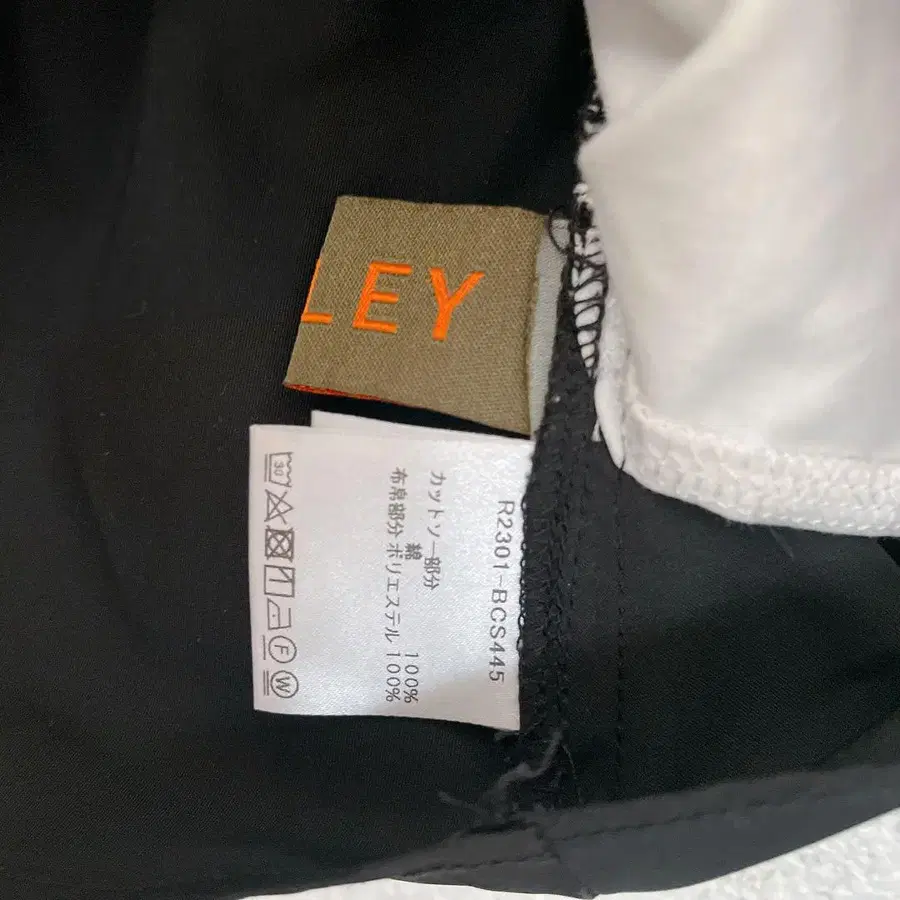 LEY
R2301-BCS445
カットソー部分
綿 100%
布帛部分 ポリエステル 100%
30
F
W